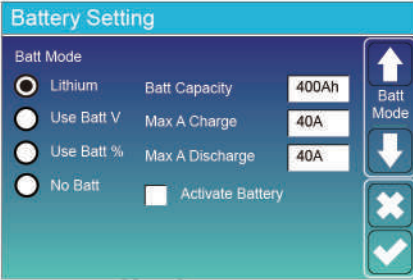 Battery Setting
Batt Mode
Lithium
Batt Capacity
400Ah
Use Batt V
Max A Charge
40A
Use Batt %
Max A Discharge
40A
No Batt
Activate Battery
Batt
Mode